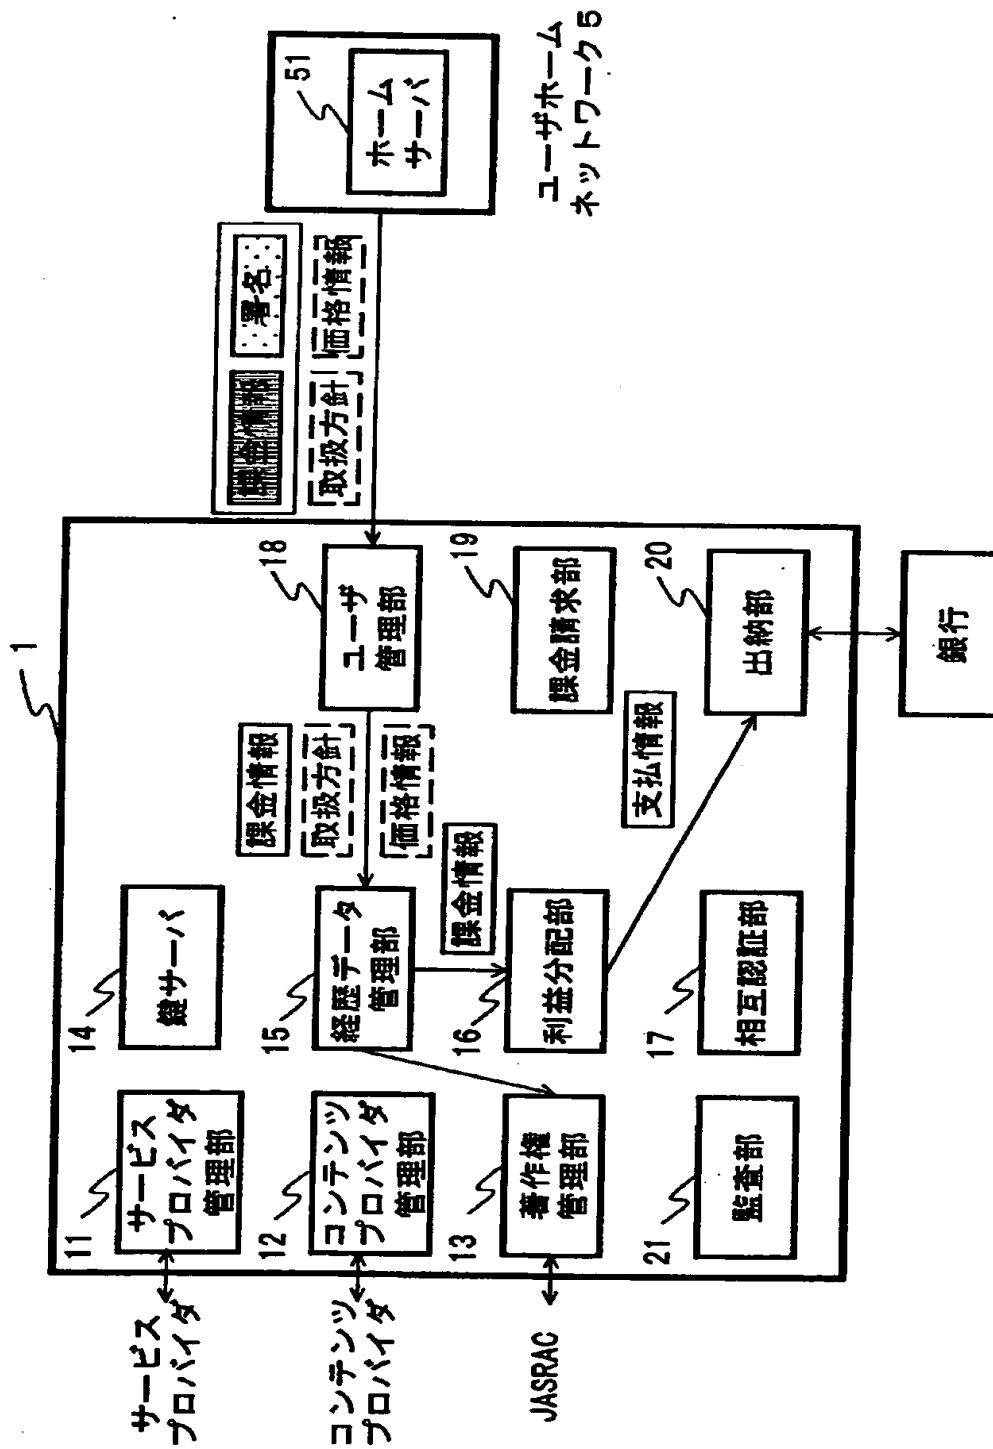 1
サービス
プロバイダ
コンテンツ
プロバイダ
JASRAC
11
サービス
プロバイダ
管理部
12
コンテンツ
プロバイダ
管理部
13
著作権
管理部
21
監査部
14
鍵サーバ
15
経歴データ
管理部
16
利益分配部
17
相互認証部
課金情報
取扱方針
価格情報
課金情報
支払情報
18
ユーザ
管理部
19
課金請求部
20
出納部
銀行
課金情報
署名
取扱方針
価格情報
51
ホーム
サーバ
ユーザホーム
ネットワーク5